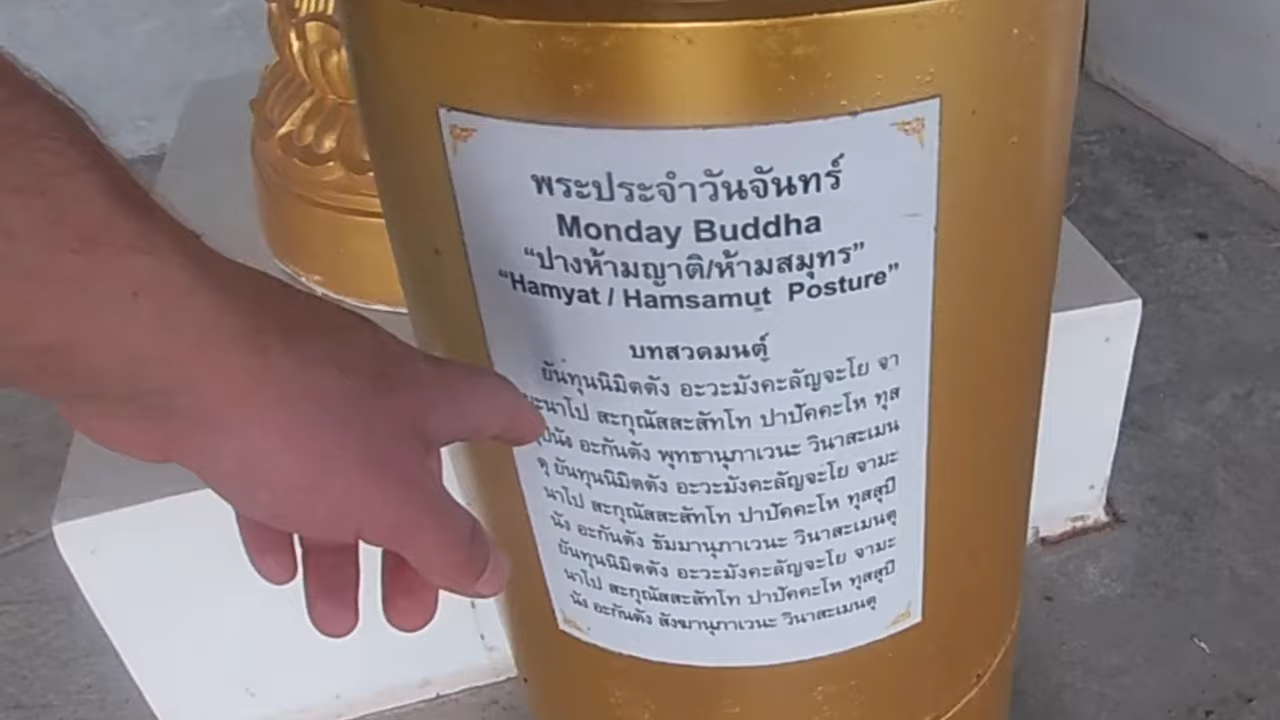 พระประจำวันจันทร์
Monday Buddha
“ปางห้ามญาติ/ห้ามสมุทร”
“Hamyat / Hamsamut Posture”
บทสวดมนต์
ยันทุนนิมิตตัง อะวะมังคะลัญจะโย จา
นาโป สะกุณัสสะสัทโท ปาปัคคะโห ทุส
อะกันตัง พุทธานุภาเวนะ วินาสะเมน
ตุ ยันทุนนิมิตตัง อะวะมังคะลัญจะโย จามะ
นาโป สะกุณัสสะสัทโท ปาปัคคะโห ทุสสุปี
นัง อะกันตัง ธัมมานุภาเวนะ วินาสะเมนตุ
ยันทุนนิมิตตัง อะวะมังคะลัญจะโย จามะ
นาโป สะกุณัสสะสัทโท ปาปัคคะโห ทุสสุปี
นัง อะกันตัง สังฆานุภาเวนะ วินาสะเมนตุ